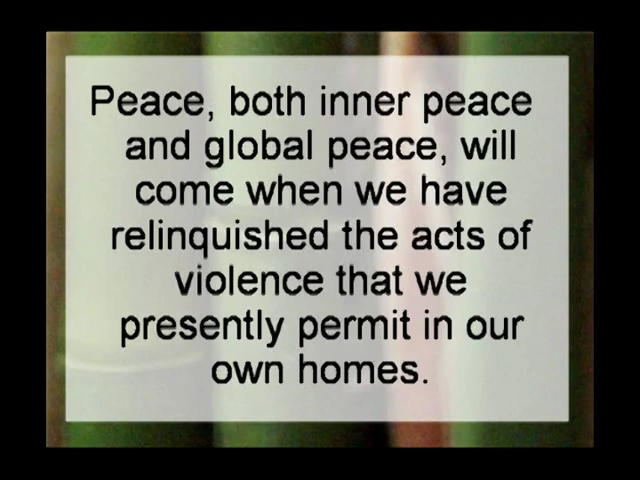 Peace, both inner peace
and global peace, will
come when we have
relinquished the acts of
violence that we
presently permit in our
own homes.